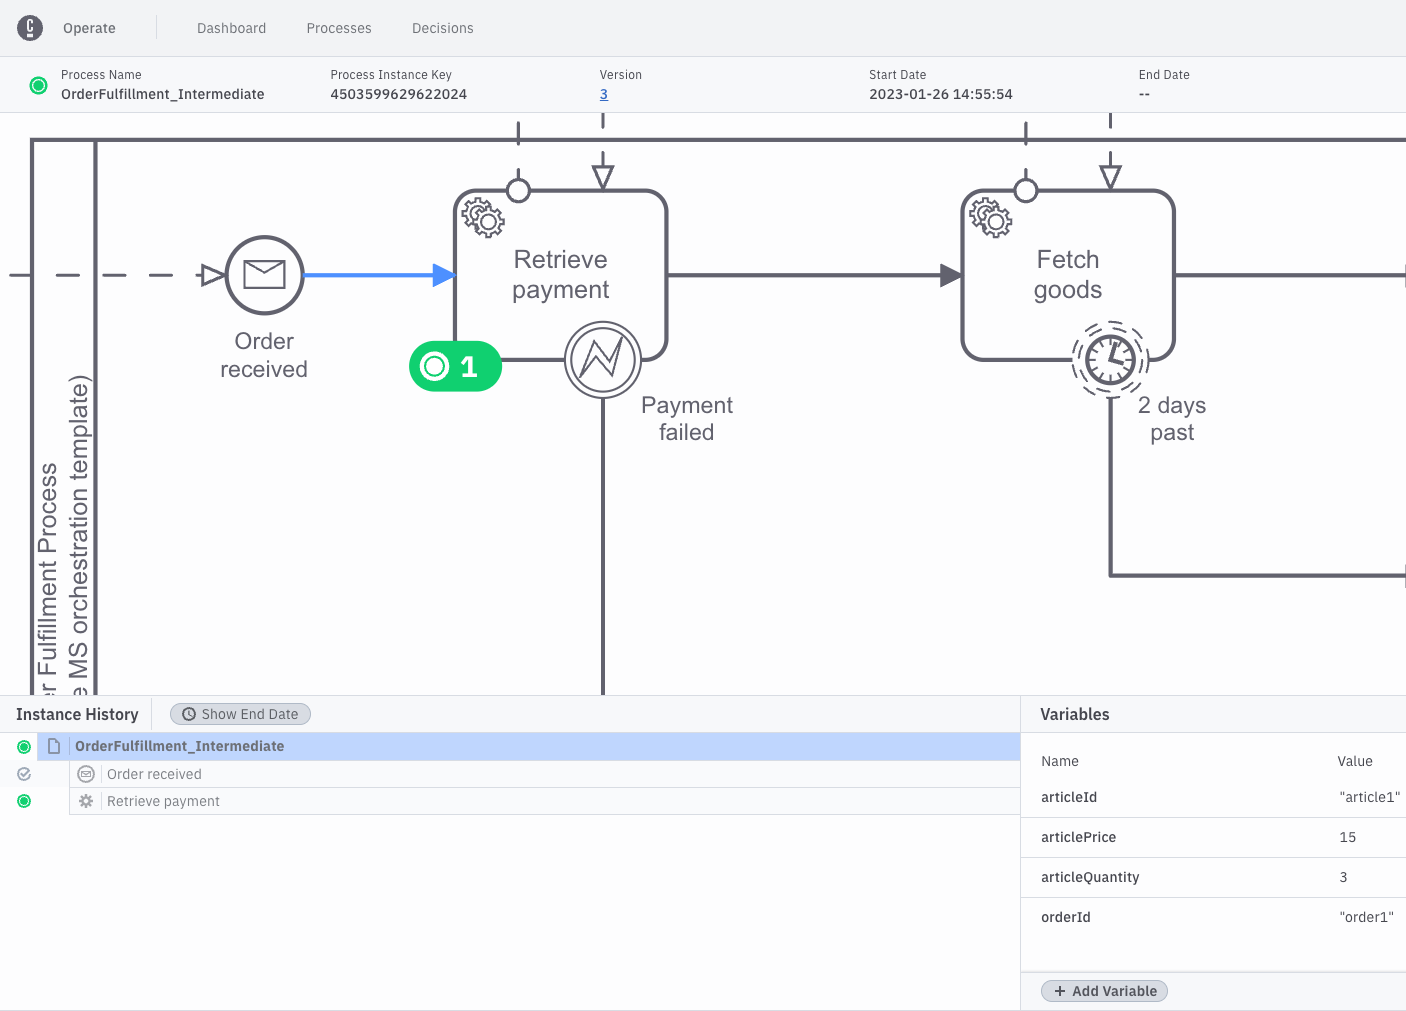 Operate
Dashboard
Processes
Decisions
Process Name
OrderFulfillment_Intermediate
Process Instance Key
4503599629622024
Version
3
Start Date
2023-01-26 14:55:54
End Date
--
Retrieve
payment
Fetch
goods
Order
received
1
Payment
failed
2 days
past
r Fulfillment Process
e MS orchestration template)
Instance History
Show End Date
OrderFulfillment_Intermediate
Order received
Retrieve payment
Variables
Name Value
articleId "article1"
articlePrice 15
articleQuantity 3
orderId "order1"
+ Add Variable